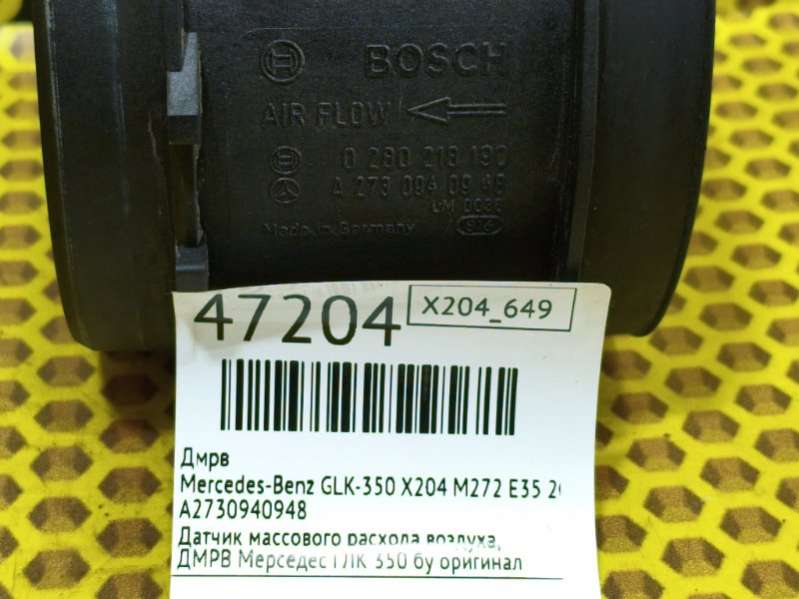 BOSCH
AIR FLOW
0 280 218 190
A 273 094 09 48
Made in Germany
47204
X204_649
Дмрв
Mercedes-Benz GLK-350 X204 M272 E35
A2730940948
Датчик массового расхода воздуха,
ДМРВ Мерседес ГЛК 350 бу оригинал